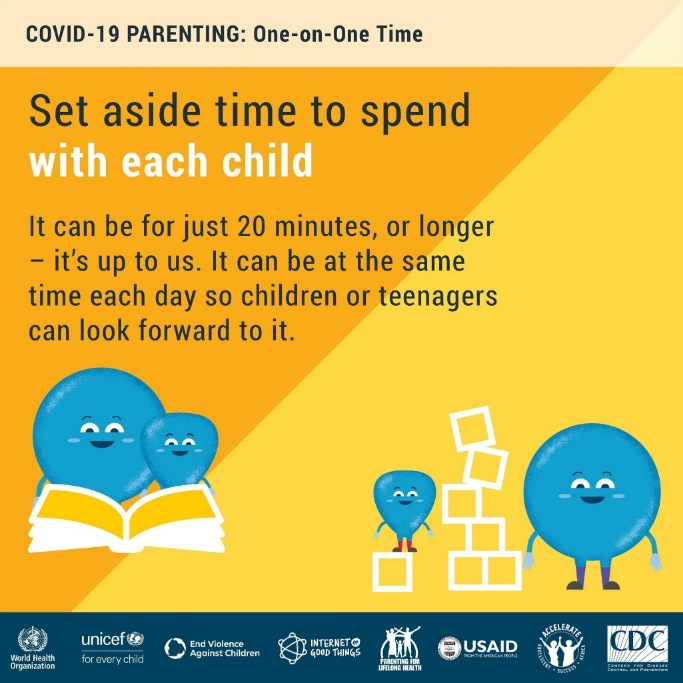 COVID-19 PARENTING: One-on-One Time
Set aside time to spend
with each child
It can be for just 20 minutes, or longer
– it's up to us. It can be at the same
time each day so children or teenagers
can look forward to it.
World Health
Organization
unicef
for every child
End Violence
Against Children
INTERNET OF
GOOD THINGS
PARENTING FOR
LIFELONG HEALTH
USAID
FROM THE AMERICAN PEOPLE
ACCELERATE
CDC
CENTERS FOR DISEASE
CONTROL AND PREVENTION